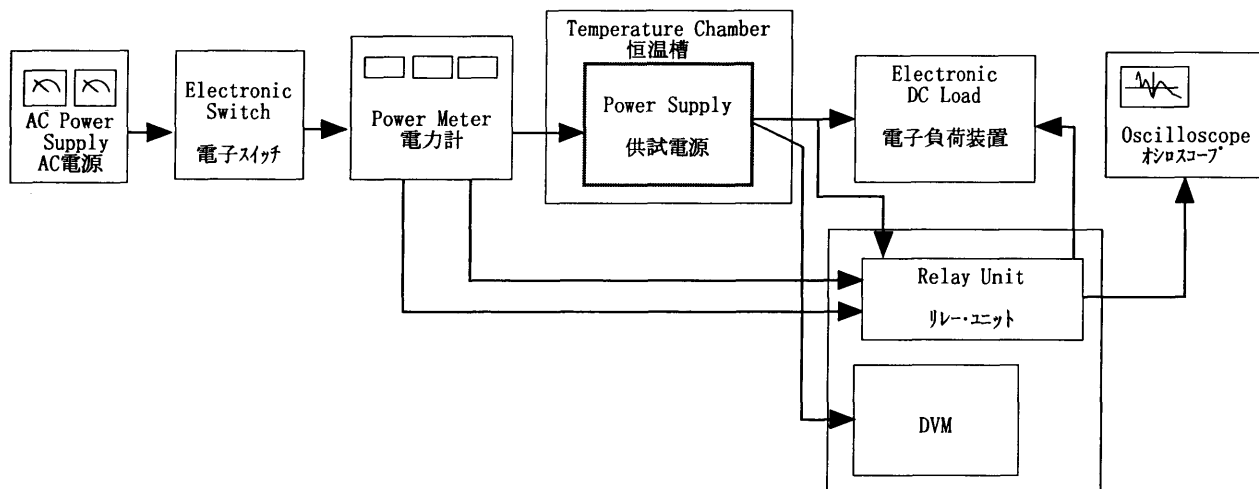 AC Power
Supply
AC電源
Electronic
Switch
電子スイッチ
Power Meter
電力計
Temperature Chamber
恒温槽
Power Supply
供試電源
Electronic
DC Load
電子負荷装置
Oscilloscope
オシロスコープ
Relay Unit
リレー・ユニット
DVM